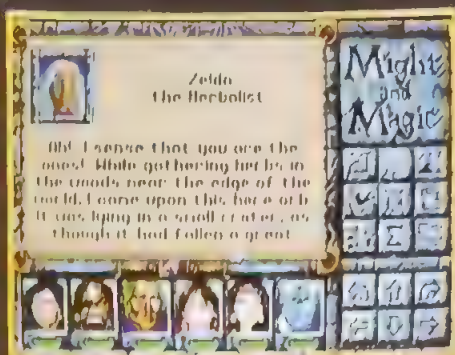 Zelda
the Herbalist
Ah! I sense that you are the
ones! While gathering herbs in
the woods near the edge of the
world, I come upon this here orb
It was lying in a small crater, as
though it had fallen a great
Might
and
Magic